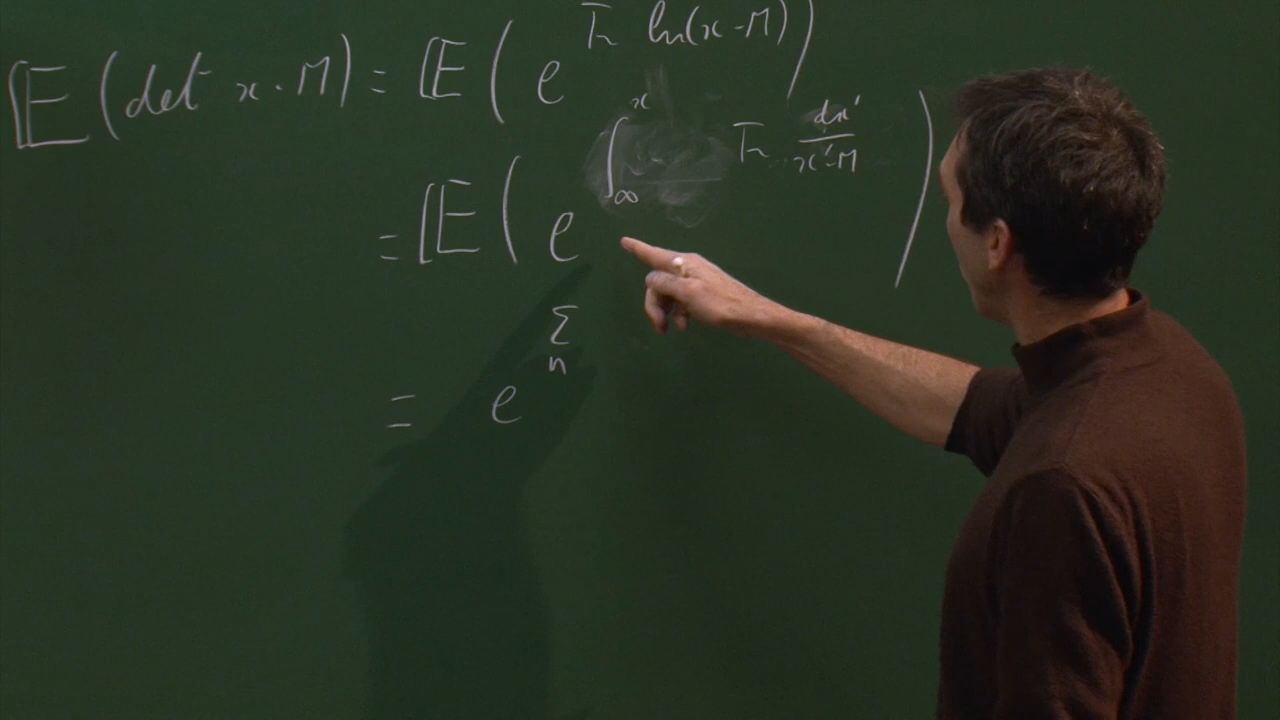 𝔼(det x-M) = 𝔼(e^{Tr ln(x-M)})
= 𝔼(e^{∫_∞^x Tr dx'/(x'-M)})
= e^{Σ_n}